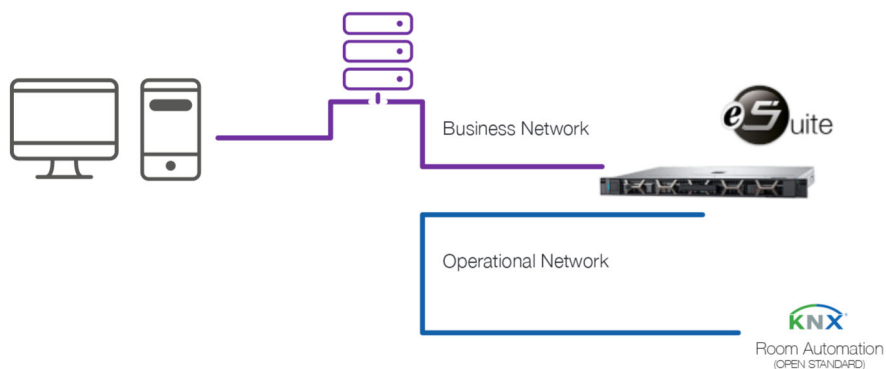 Business Network
eSuite
Operational Network
KNX
Room Automation
(OPEN STANDARD)